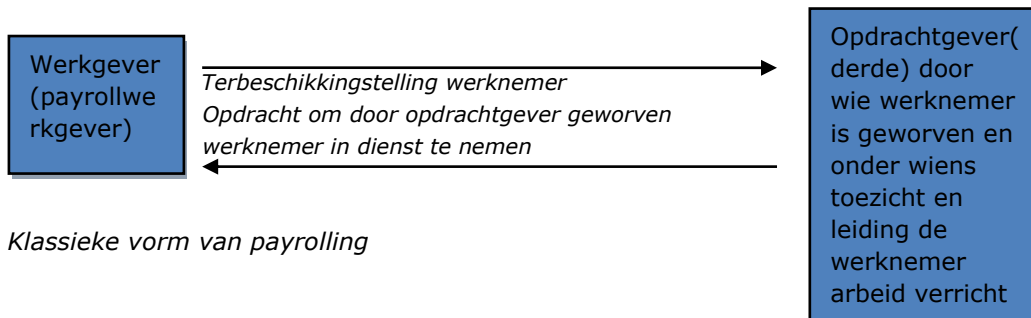 Werkgever
(payrollwe
rkgever)
Terbeschikkingstelling werknemer
Opdracht om door opdrachtgever geworven
werknemer in dienst te nemen
Opdrachtgever(
derde) door
wie werknemer
is geworven en
onder wiens
toezicht en
leiding de
werknemer
arbeid verricht
Klassieke vorm van payrolling